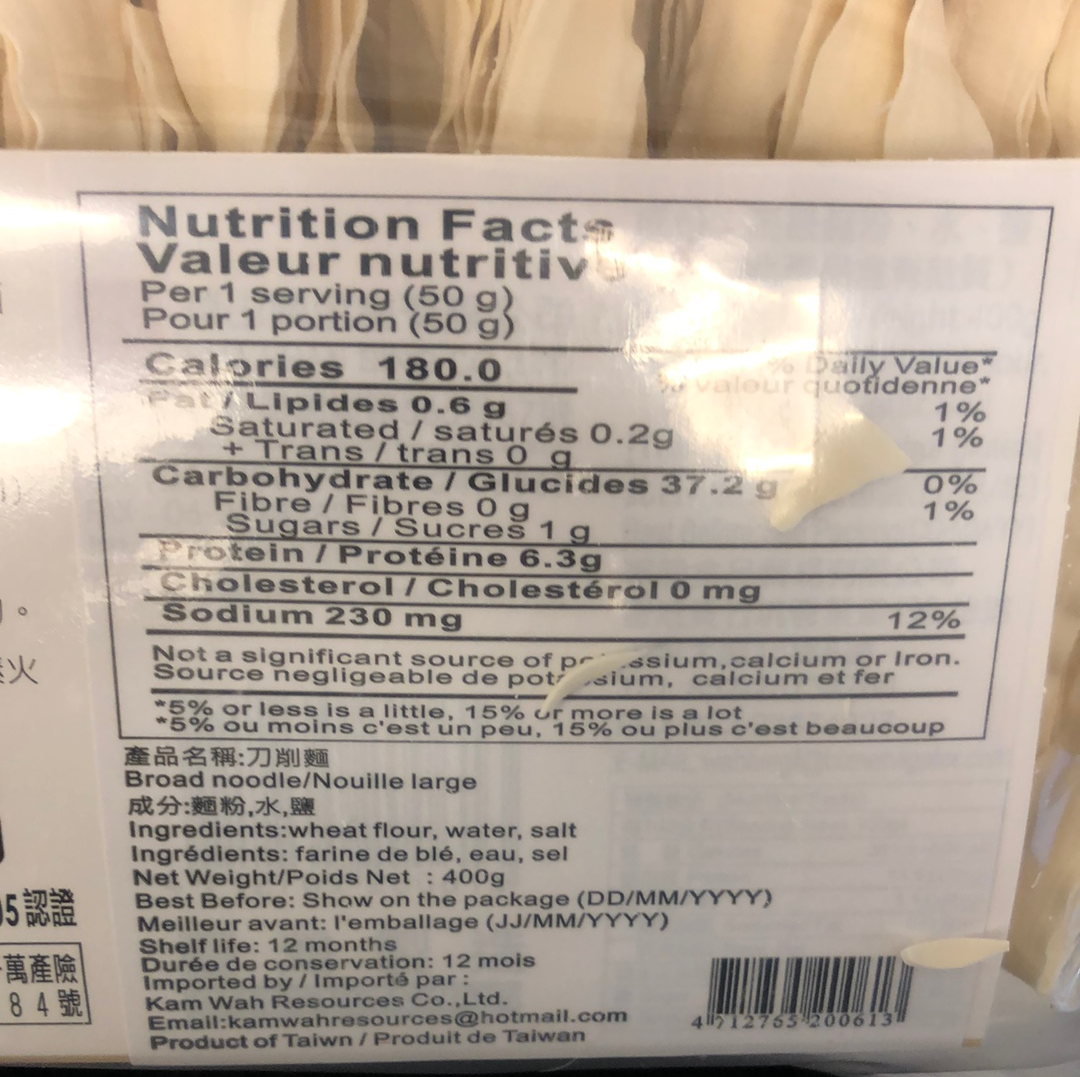 Nutrition Facts
Valeur nutritiv
Per 1 serving (50 g)
Pour 1 portion (50 g)
Calories 180.0
% Daily Value*
% valeur quotidenne*
Fat / Lipides 0.6 g 1%
Saturated / saturés 0.2g 1%
+ Trans / trans 0 g
Carbohydrate / Glucides 37.2 g
Fibre / Fibres 0 g 0%
Sugars / Sucres 1 g 1%
Protein / Protéine 6.3g
Cholesterol / Cholestérol 0 mg
Sodium 230 mg 12%
Not a significant source of ssium,calcium or Iron.
Source negligeable de sium, calcium et fer
*5% or less is a little, 15% or more is a lot
*5% ou moins c'est un peu, 15% ou plus c'est beaucoup
產品名稱:刀削麵
Broad noodle/Nouille large
成分:麵粉,水,鹽
Ingredients:wheat flour, water, salt
Ingrédients: farine de blé, eau, sel
Net Weight/Poids Net : 400g
Best Before: Show on the package (DD/MM/YYYY)
Meilleur avant: l'emballage (JJ/MM/YYYY)
Shelf life: 12 months
Durée de conservation: 12 mois
Imported by / Importé par :
Kam Wah Resources Co.,Ltd.
Email:kamwahresources@hotmail.com
Product of Taiwn / Produit de Taiwan
4 712765 200613
火
5認證
萬產險
84號